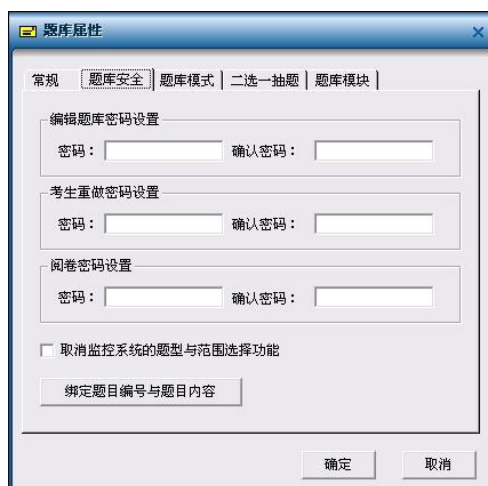 题库属性
常规 题库安全 题库模式 二选一抽题 题库模块
编辑题库密码设置
密码： 确认密码：
考生重做密码设置
密码： 确认密码：
阅卷密码设置
密码： 确认密码：
取消监控系统的题型与范围选择功能
绑定题目编号与题目内容
确定 取消